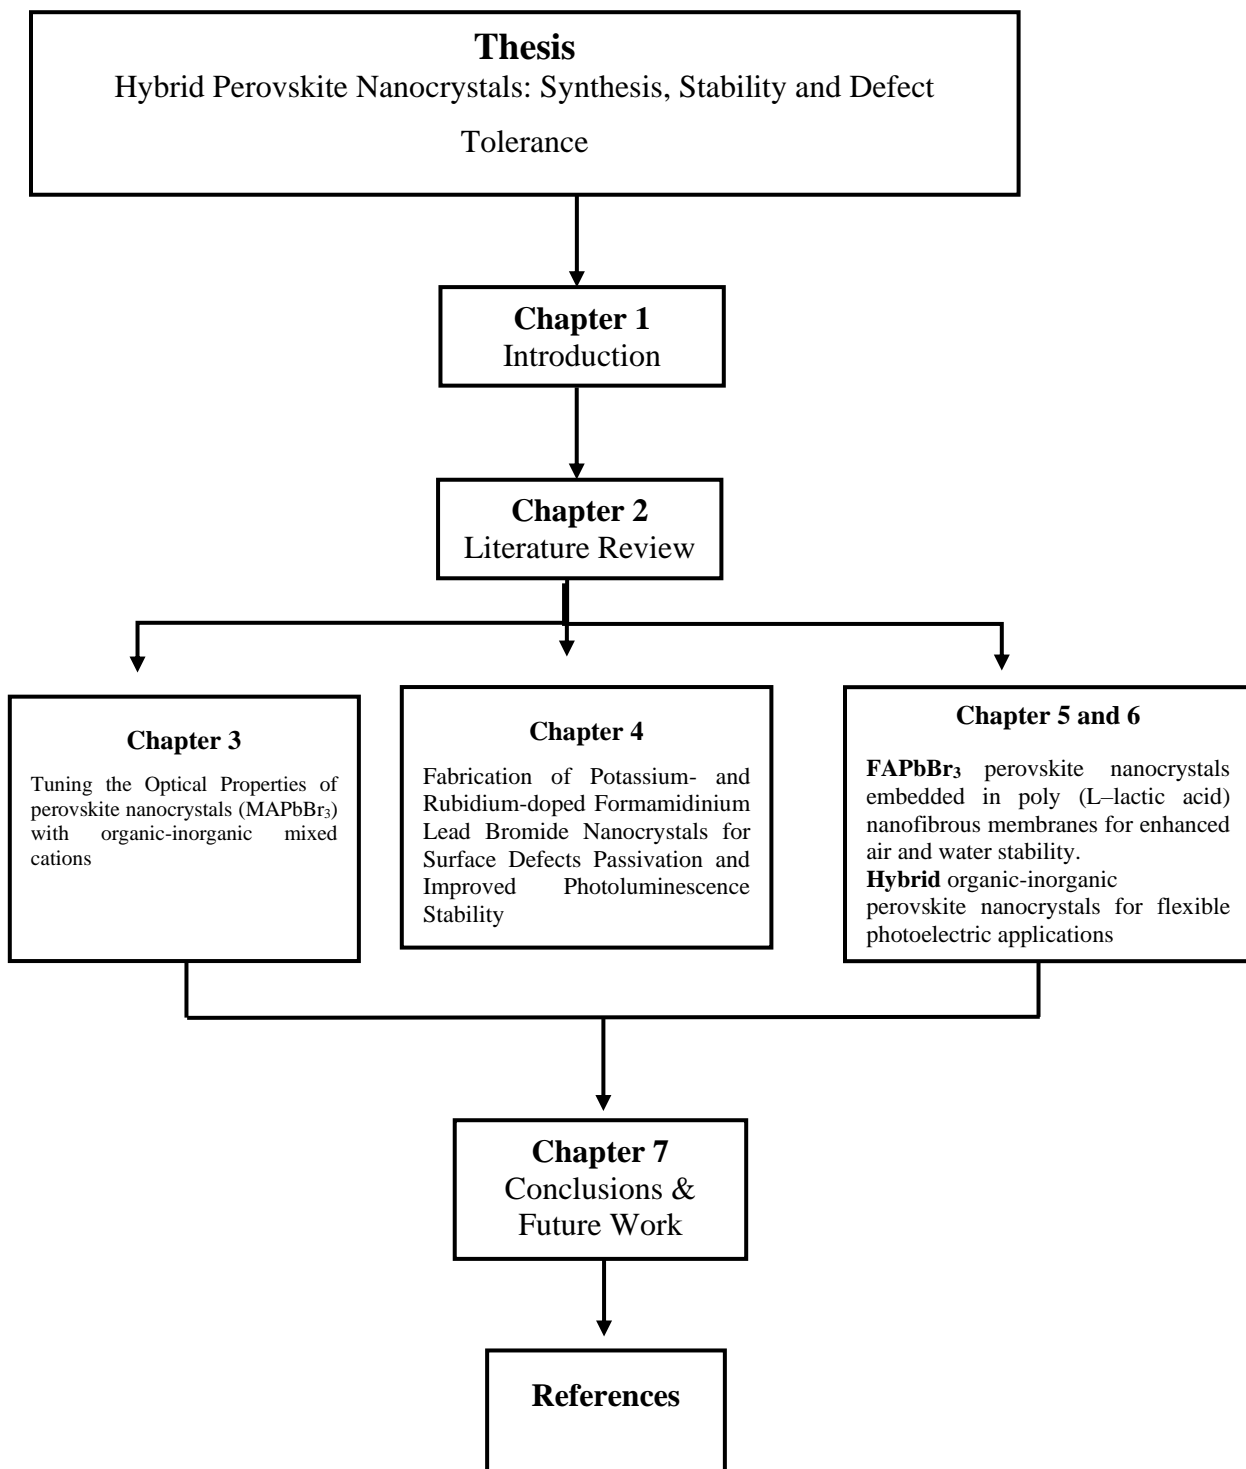 Thesis
Hybrid Perovskite Nanocrystals: Synthesis, Stability and Defect
Tolerance
Chapter 1
Introduction
Chapter 2
Literature Review
Chapter 3
Tuning the Optical Properties of
perovskite nanocrystals (MAPbBr₃)
with organic-inorganic mixed
cations
Chapter 4
Fabrication of Potassium- and
Rubidium-doped Formamidinium
Lead Bromide Nanocrystals for
Surface Defects Passivation and
Improved Photoluminescence
Stability
Chapter 5 and 6
FAPbBr₃ perovskite nanocrystals
embedded in poly (L–lactic acid)
nanofibrous membranes for enhanced
air and water stability.
Hybrid organic-inorganic
perovskite nanocrystals for flexible
photoelectric applications
Chapter 7
Conclusions &
Future Work
References